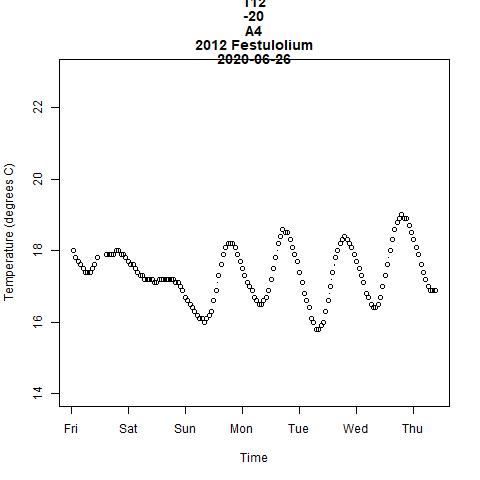 T12
-20
A4
2012 Festulolium
2020-06-26
Temperature (degrees C)
22
20
18
16
14
Fri Sat Sun Mon Tue Wed Thu
Time